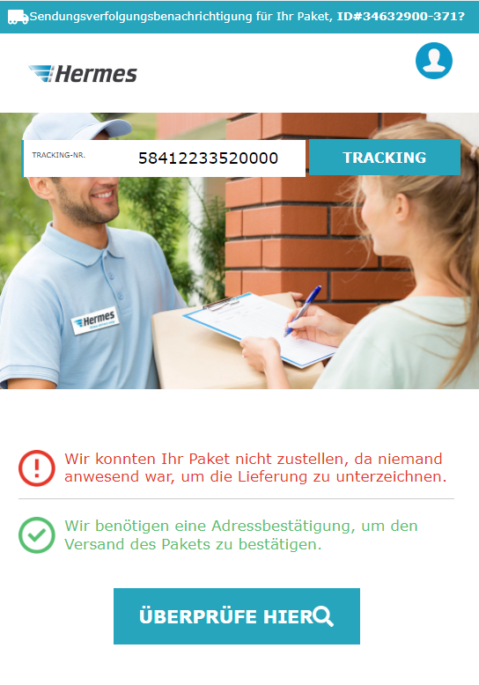 Sendungsverfolgungsbenachrichtigung für Ihr Paket, ID#34632900-371?
Hermes
TRACKING-NR.
58412233520000
TRACKING
Hermes
Wir konnten Ihr Paket nicht zustellen, da niemand
anwesend war, um die Lieferung zu unterzeichnen.
Wir benötigen eine Adressbestätigung, um den
Versand des Pakets zu bestätigen.
ÜBERPRÜFE HIER